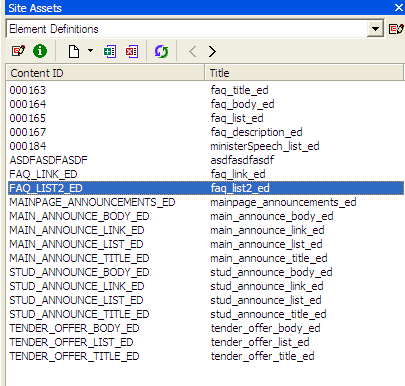 Site Assets
Element Definitions
Content ID Title
000163 faq_title_ed
000164 faq_body_ed
000165 faq_list_ed
000167 faq_description_ed
000184 ministerSpeech_list_ed
ASDFASDFASDF asdfasdfasdf
FAQ_LINK_ED faq_link_ed
FAQ_LIST2_ED faq_list2_ed
MAINPAGE_ANNOUNCEMENTS_ED mainpage_announcements_ed
MAIN_ANNOUNCE_BODY_ED main_announce_body_ed
MAIN_ANNOUNCE_LINK_ED main_announce_link_ed
MAIN_ANNOUNCE_LIST_ED main_announce_list_ed
MAIN_ANNOUNCE_TITLE_ED main_announce_title_ed
STUD_ANNOUNCE_BODY_ED stud_announce_body_ed
STUD_ANNOUNCE_LINK_ED stud_announce_link_ed
STUD_ANNOUNCE_LIST_ED stud_announce_list_ed
STUD_ANNOUNCE_TITLE_ED stud_announce_title_ed
TENDER_OFFER_BODY_ED tender_offer_body_ed
TENDER_OFFER_LIST_ED tender_offer_list_ed
TENDER_OFFER_TITLE_ED tender_offer_title_ed